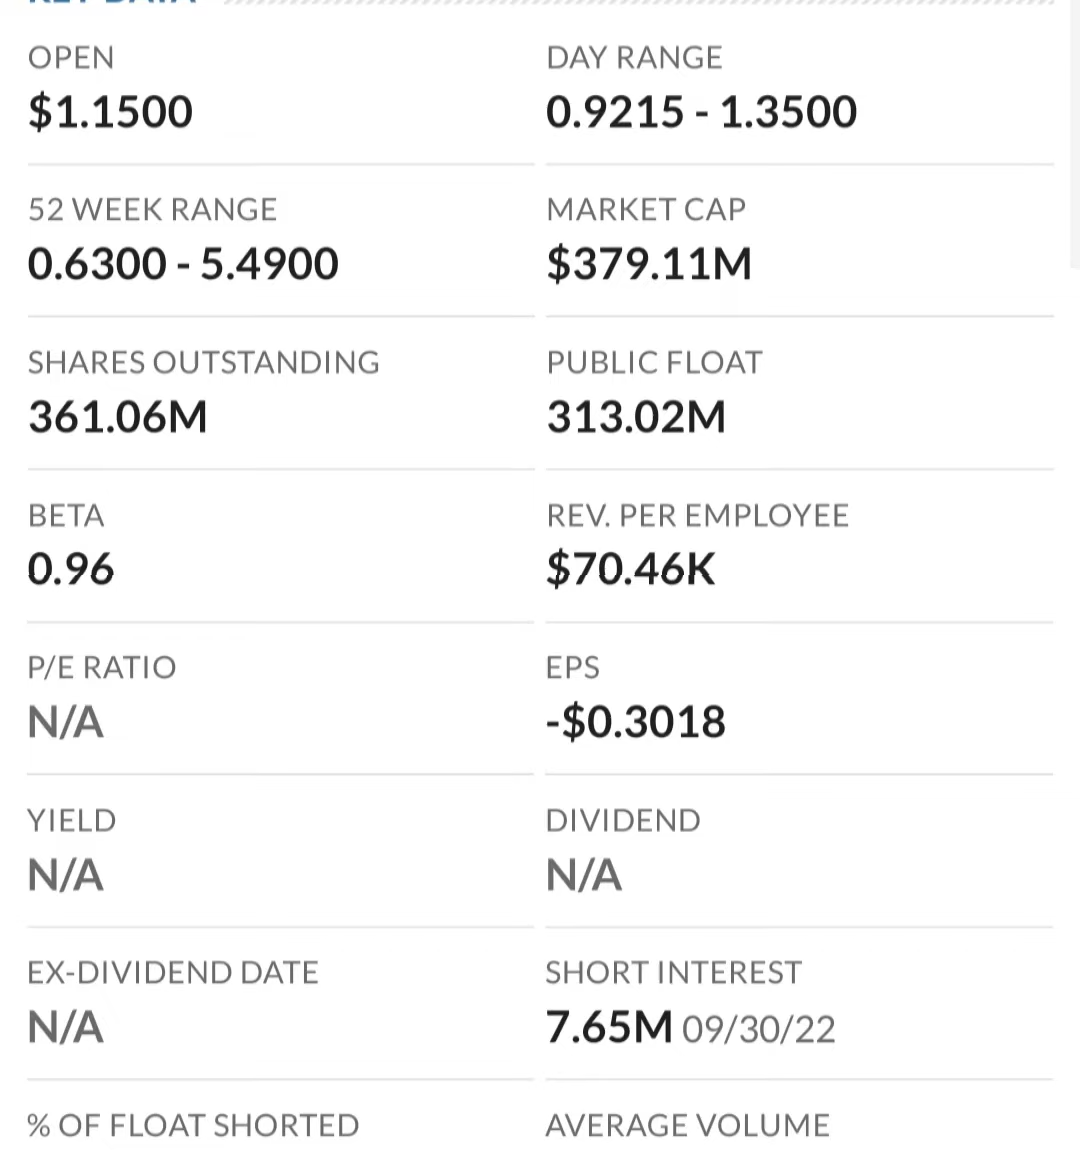 OPEN
$1.1500
DAY RANGE
0.9215 - 1.3500
52 WEEK RANGE
0.6300 - 5.4900
MARKET CAP
$379.11M
SHARES OUTSTANDING
361.06M
PUBLIC FLOAT
313.02M
BETA
0.96
REV. PER EMPLOYEE
$70.46K
P/E RATIO
N/A
EPS
-$0.3018
YIELD
N/A
DIVIDEND
N/A
EX-DIVIDEND DATE
N/A
SHORT INTEREST
7.65M 09/30/22
% OF FLOAT SHORTED
AVERAGE VOLUME